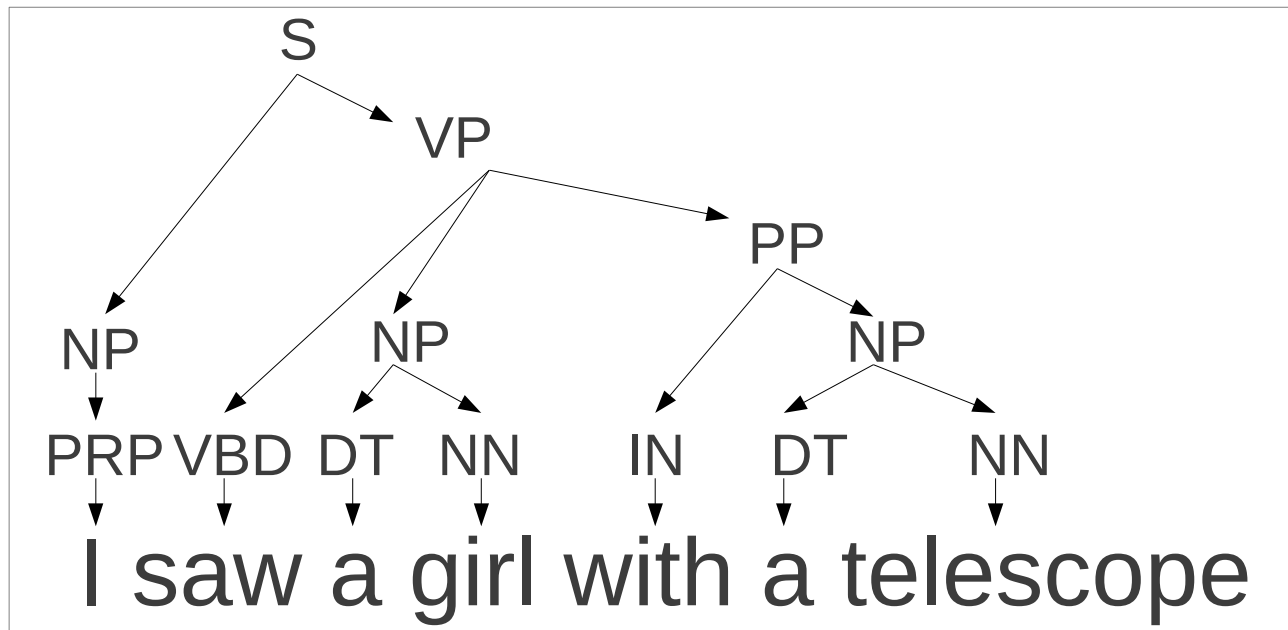 S
VP
PP
NP NP NP
PRP VBD DT NN IN DT NN
I saw a girl with a telescope